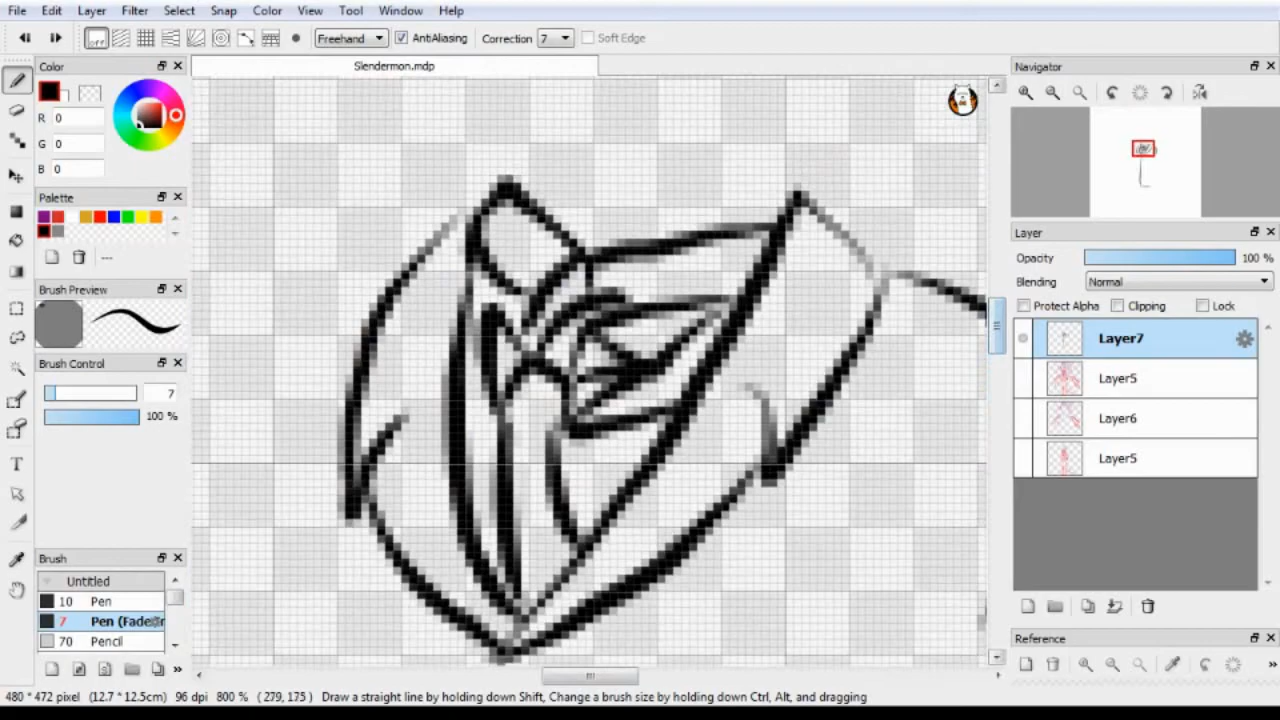 File Edit Layer Filter Select Snap Color View Tool Window Help
off Freehand AntiAliasing Correction 7 Soft Edge
Color
R 0
G 0
B 0
Palette
---
Brush Preview
Brush Control
7
100 %
Brush
Untitled
10 Pen
7 Pen (Fade
70 Pencil
Slendermon.mdp
Navigator
Layer
Opacity 100 %
Blending Normal
Protect Alpha Clipping Lock
Layer7
Layer5
Layer6
Layer5
Reference
480 * 472 pixel (12.7 * 12.5cm) 96 dpi 800 % ( 279, 175 ) Draw a straight line by holding down Shift, Change a brush size by holding down Ctrl, Alt, and dragging